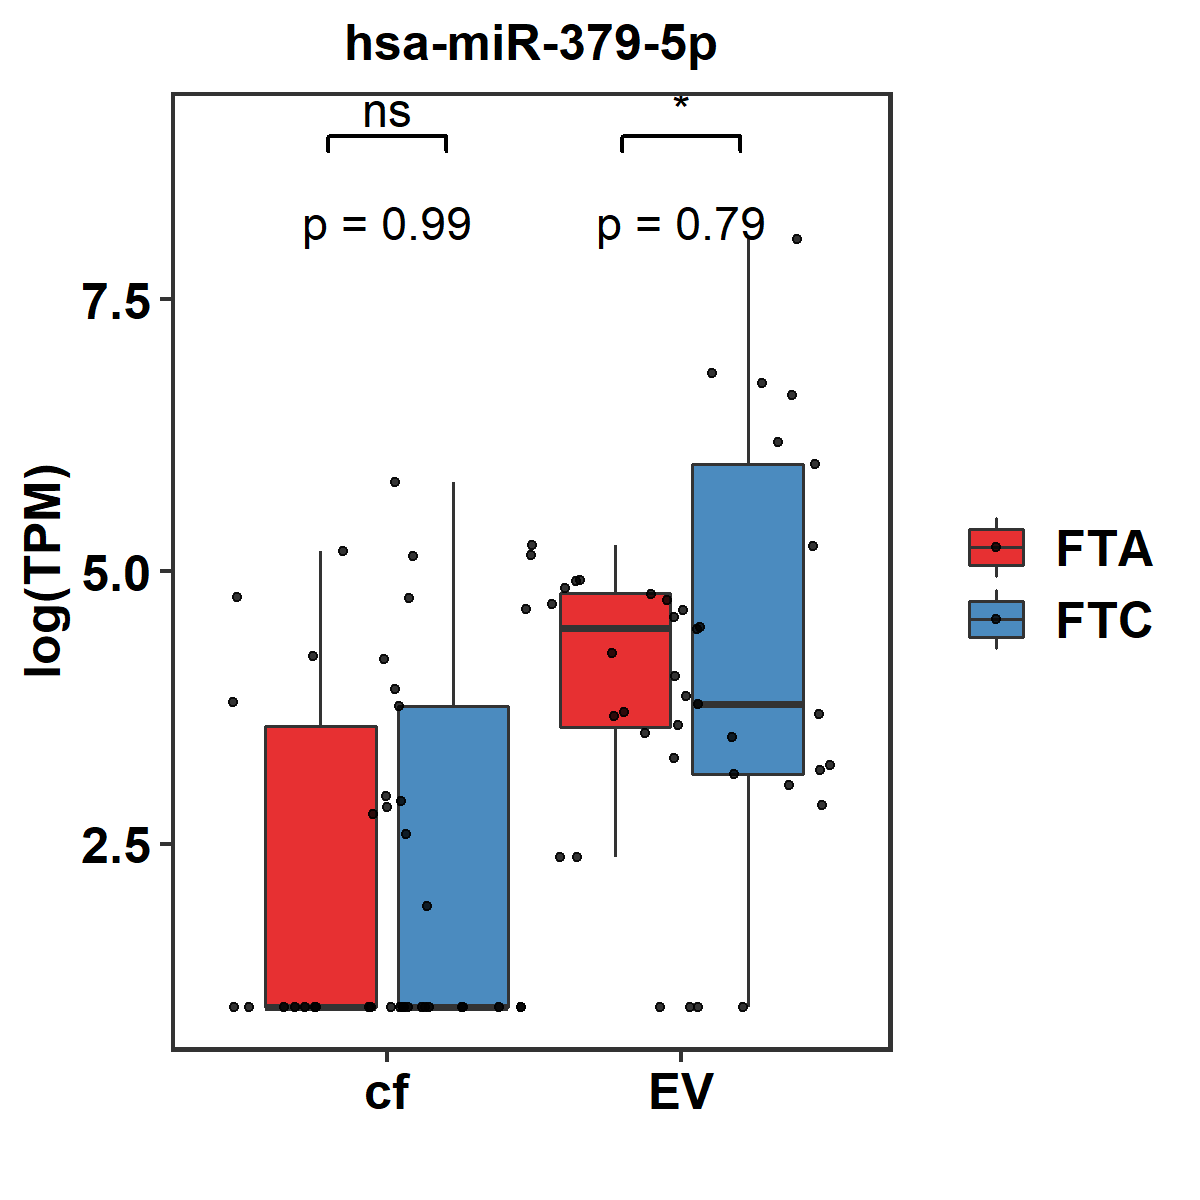 hsa-miR-379-5p
ns
*
p = 0.99
p = 0.79
7.5
5.0
2.5
log(TPM)
cf
EV
FTA
FTC